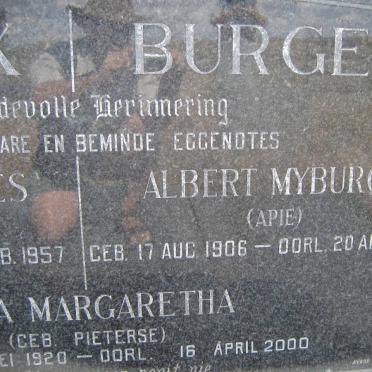 K BURGE
devolle Herinnering
ARE EN BEMINDE EGGENOTES
ES ALBERT MYBURG
(APIE)
B. 1957 GEB. 17 AUG 1906 — OORL. 20 A
A MARGARETHA
(GEB. PIETERSE)
EI 1920 — OORL. 16 APRIL 2000